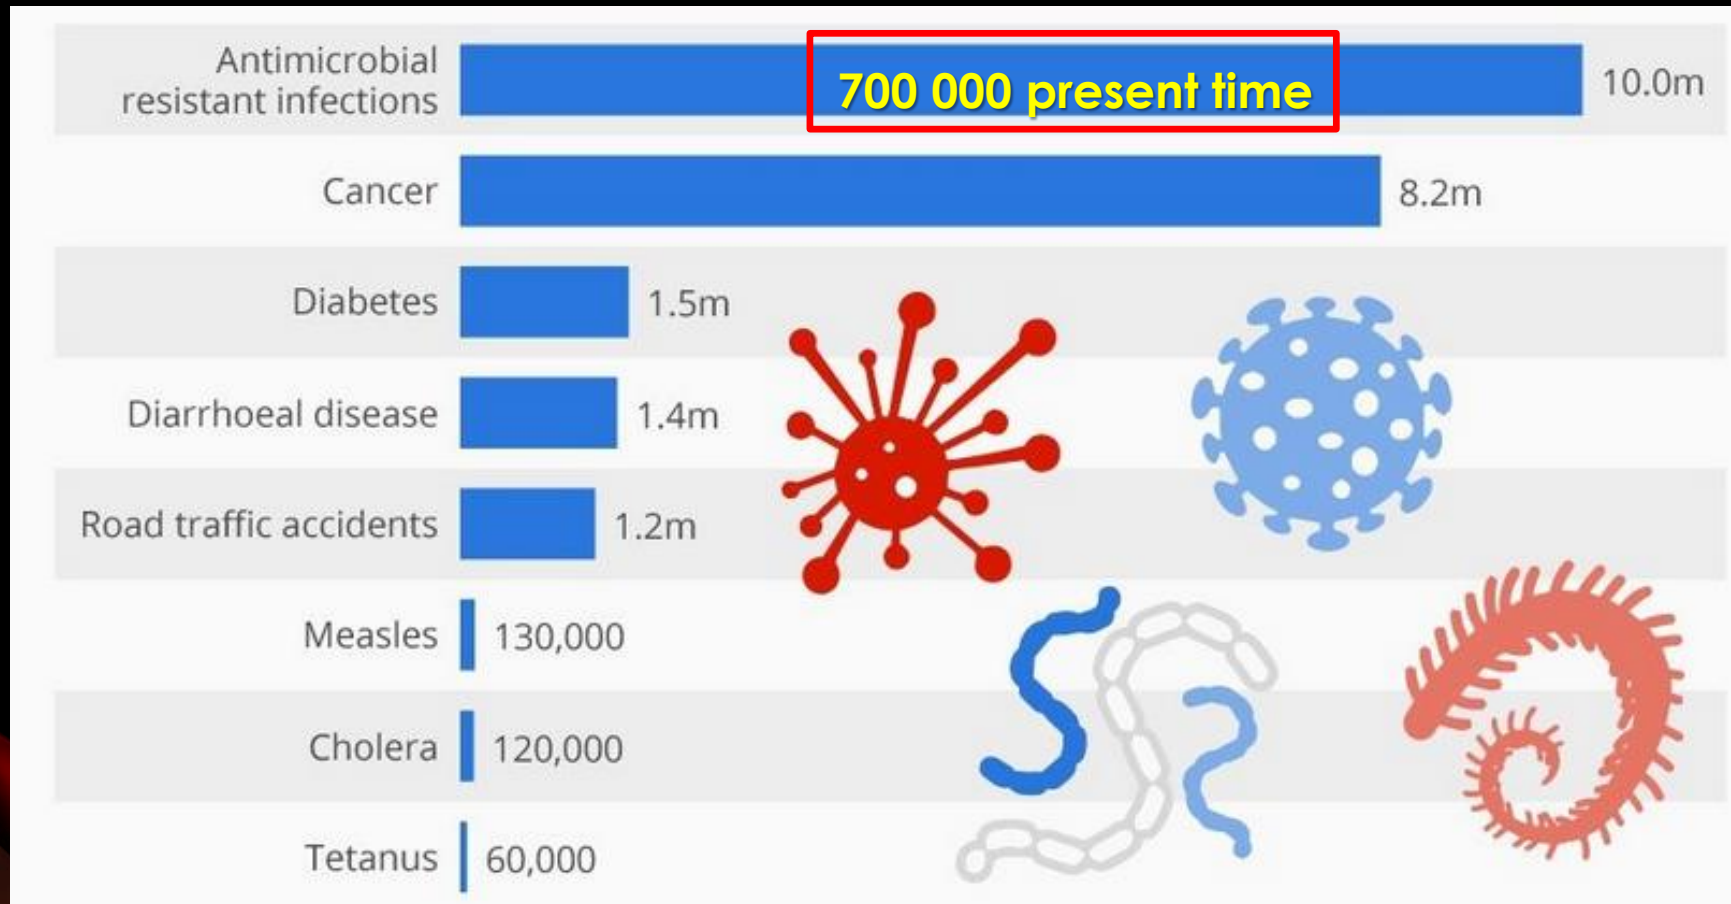 Antimicrobial
resistant infections
700 000 present time
10.0m
Cancer
8.2m
Diabetes
1.5m
Diarrhoeal disease
1.4m
Road traffic accidents
1.2m
Measles
130,000
Cholera
120,000
Tetanus
60,000